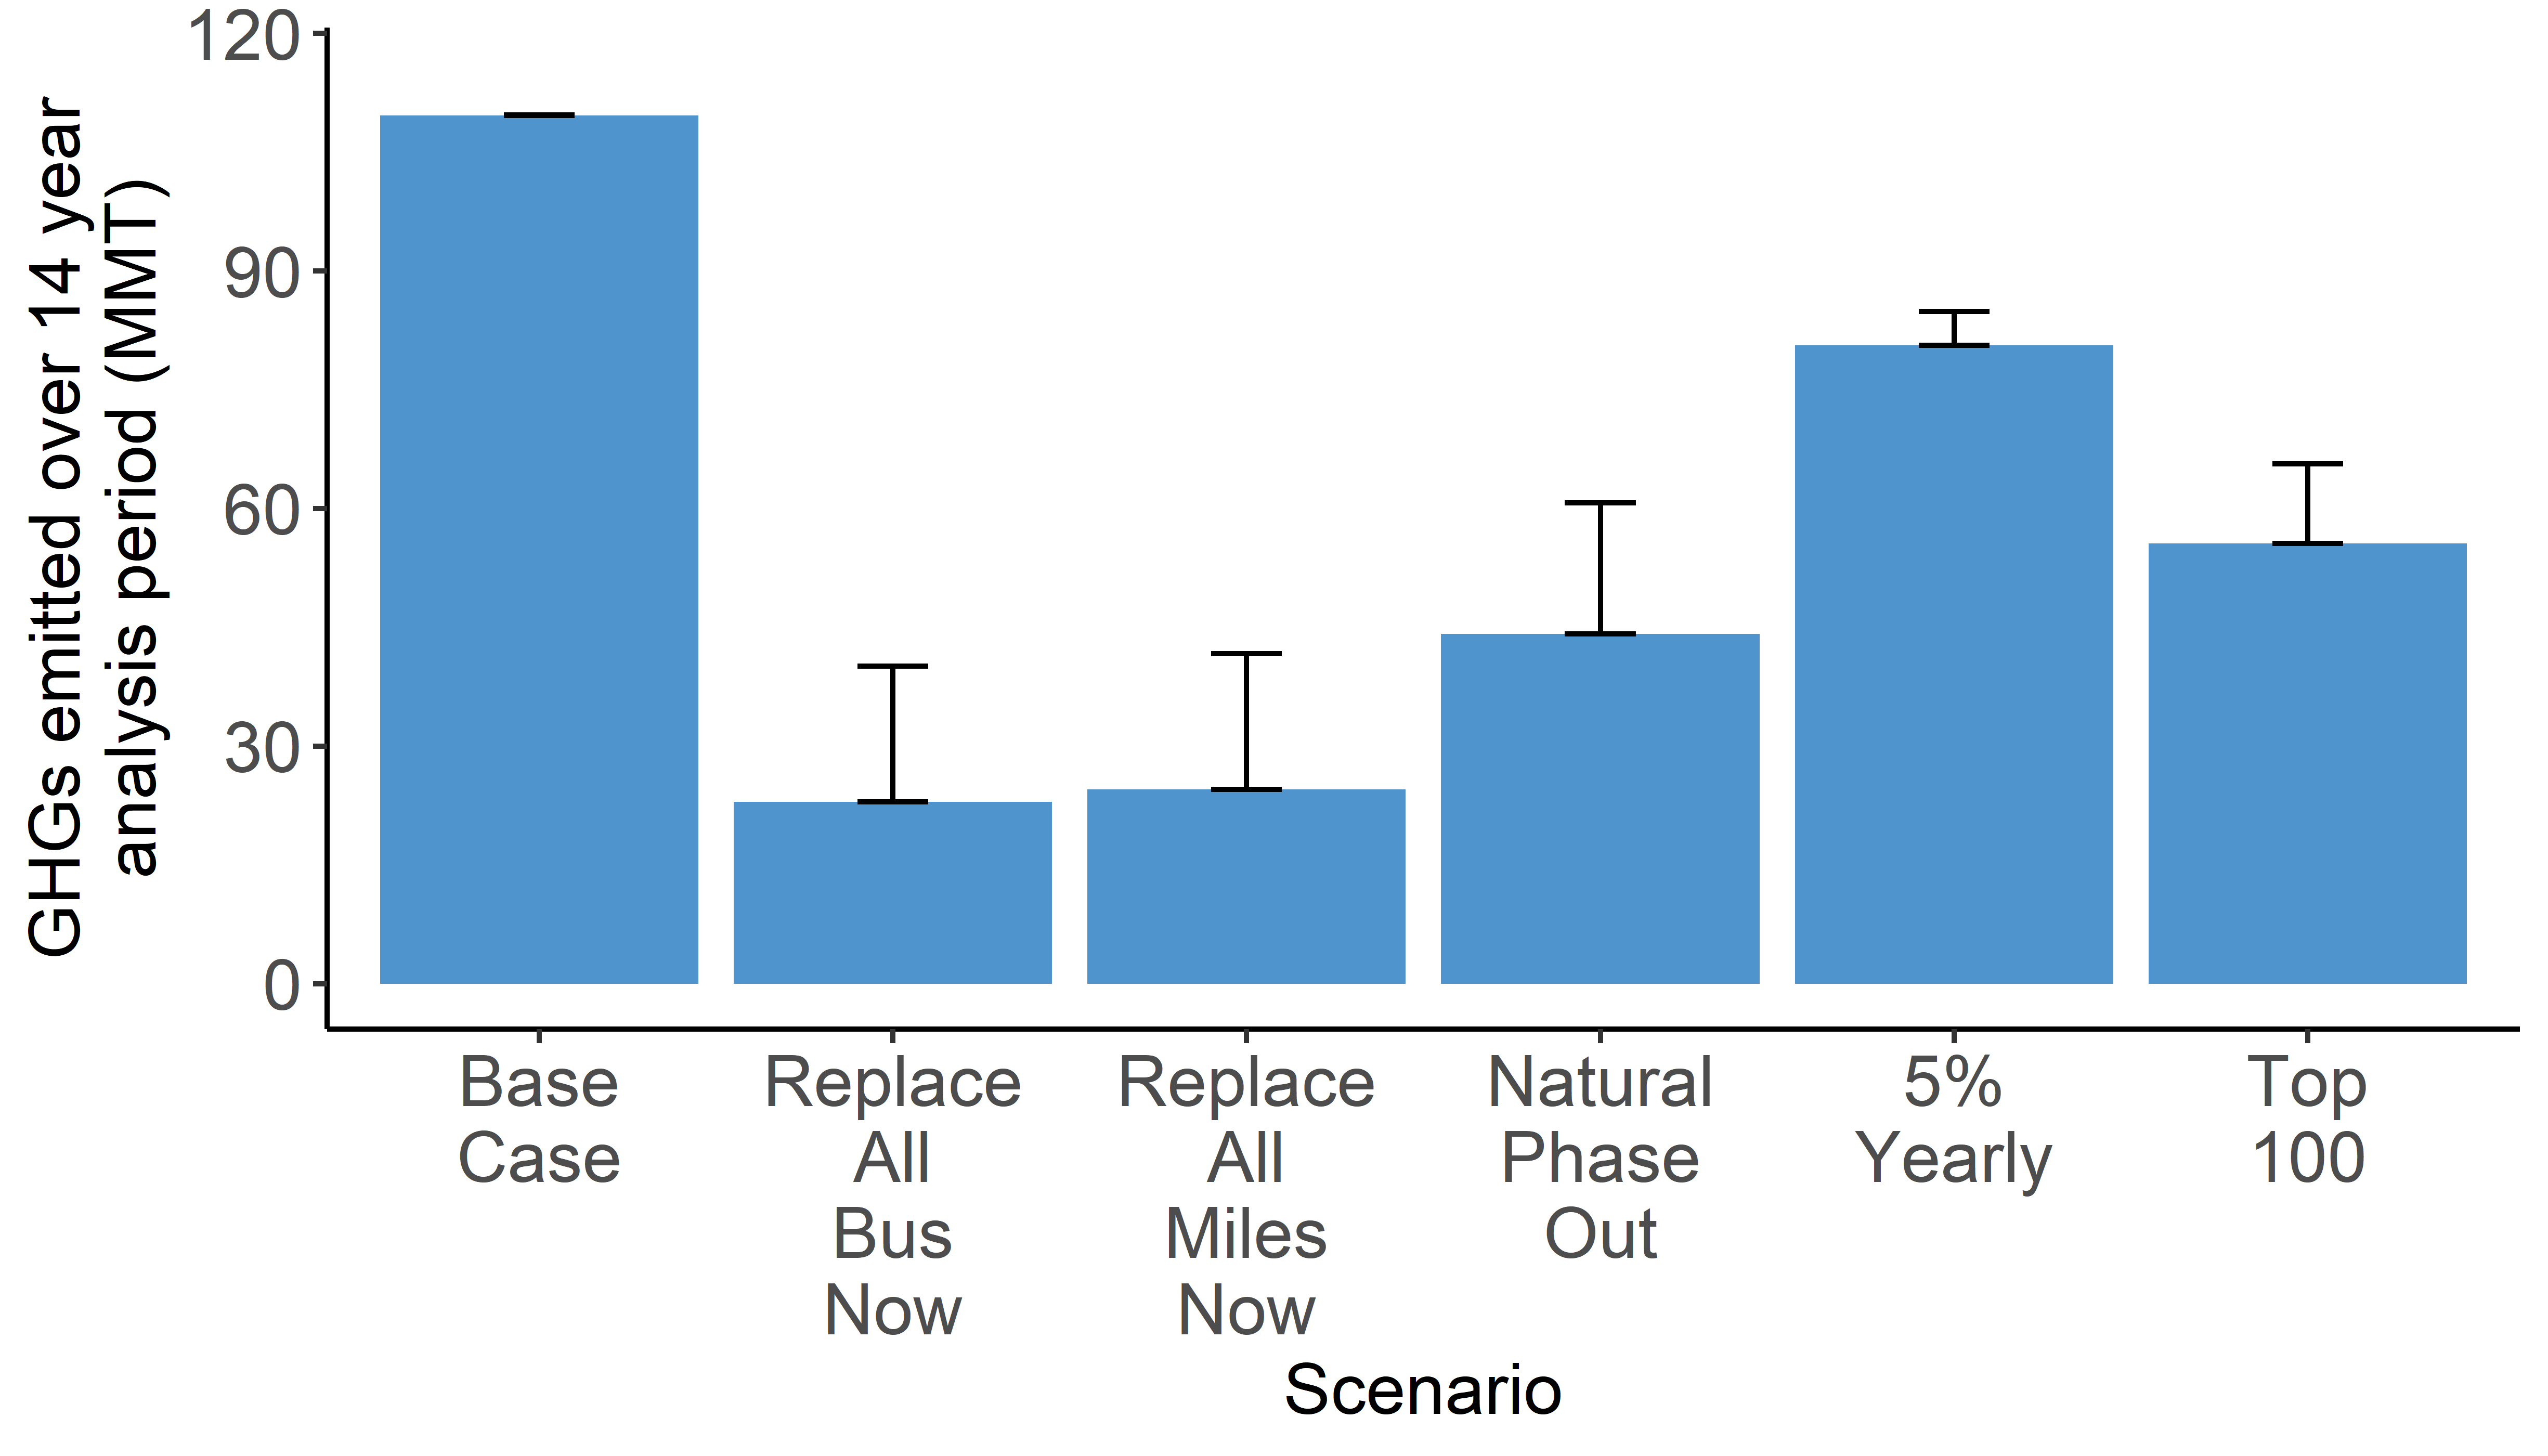 GHGs emitted over 14 year
analysis period (MMT)
120
90
60
30
0
Base
Case
Replace
All
Bus
Now
Replace
All
Miles
Now
Natural
Phase
Out
5%
Yearly
Top
100
Scenario